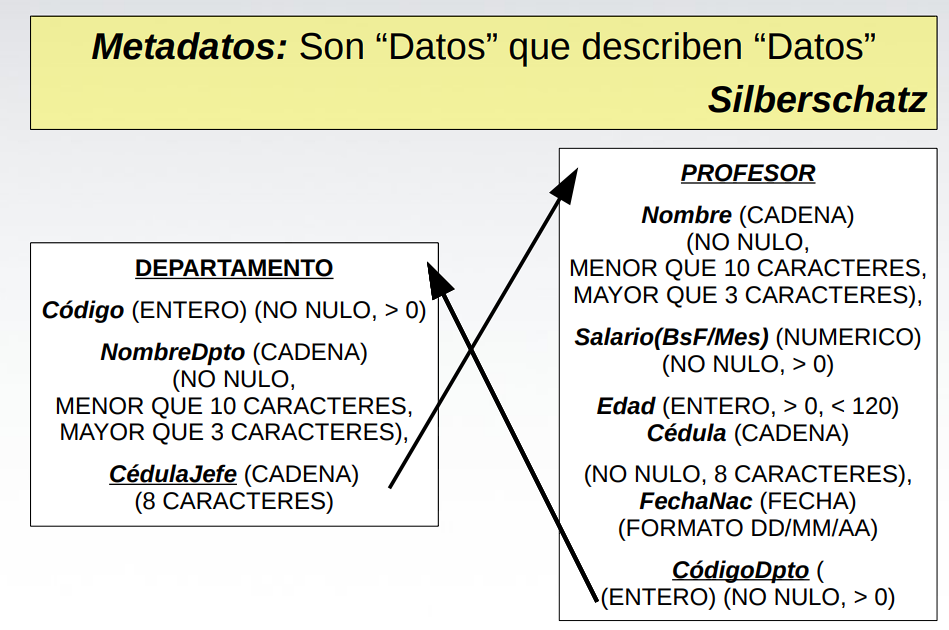 Metadatos: Son “Datos” que describen “Datos”
Silberschatz
DEPARTAMENTO
Código (ENTERO) (NO NULO, > 0)
NombreDpto (CADENA)
(NO NULO,
MENOR QUE 10 CARACTERES,
MAYOR QUE 3 CARACTERES),
CédulaJefe (CADENA)
(8 CARACTERES)
PROFESOR
Nombre (CADENA)
(NO NULO,
MENOR QUE 10 CARACTERES,
MAYOR QUE 3 CARACTERES),
Salario(BsF/Mes) (NUMERICO)
(NO NULO, > 0)
Edad (ENTERO, > 0, < 120)
Cédula (CADENA)
(NO NULO, 8 CARACTERES),
FechaNac (FECHA)
(FORMATO DD/MM/AA)
CódigoDpto (
(ENTERO) (NO NULO, > 0)